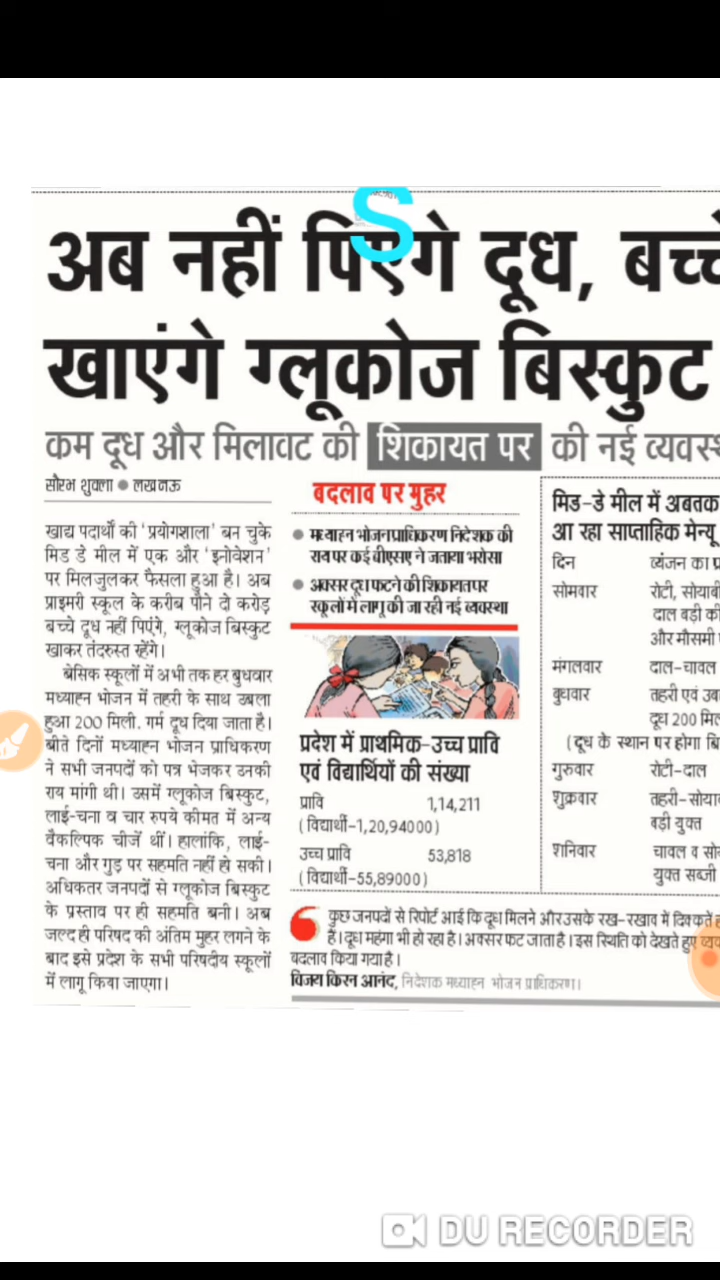 S
अब नहीं पिएंगे दूध, बच्चे
खाएंगे ग्लूकोज बिस्कुट
कम दूध और मिलावट की शिकायत पर की नई
सौरभ शुक्ला ● लखनऊ
खाद्य पदार्थों की 'प्रयोगशाला' बन चुके
मिड डे मील में एक और 'इनोवेशन'
पर मिलजुलकर फैसला हुआ है। अब
प्राइमरी स्कूल के करीब पौने दो करोड़
बच्चे दूध नहीं पिएंगे, ग्लूकोज बिस्कुट
खाकर तंदरुस्त रहेंगे।
बेसिक स्कूलों में अभी तक हर बुधवार
मध्याह्न भोजन में तहरी के साथ उबला
हुआ 200 मिली. गर्म दूध दिया जाता है।
बीते दिनों मध्याह्न भोजन प्राधिकरण
ने सभी जनपदों को पत्र भेजकर उनकी
राय मांगी थी। उसमें ग्लूकोज बिस्कुट,
लाई-चना व चार रुपये कीमत में अन्य
वैकल्पिक चीजें थीं। हालांकि, लाई-
चना और गुड़ पर सहमति नहीं हो सकी।
अधिकतर जनपदों से ग्लूकोज बिस्कुट
के प्रस्ताव पर ही सहमति बनी। अब
जल्द ही परिषद की अंतिम मुहर लगने के
बाद इसे प्रदेश के सभी परिषदीय स्कूलों
में लागू किया जाएगा।
बदलाव पर मुहर
● मध्याह्न भोजन प्राधिकरण निदेशक की
राय पर कई बीएसए ने जताया भरोसा
● अक्सर दूध फटने की शिकायत पर
स्कूलों में लागू की जा रही नई व्यवस्था
प्रदेश में प्राथमिक-उच्च प्रावि
एवं विद्यार्थियों की संख्या
प्रावि 1,14,211
(विद्यार्थी-1,20,94000)
उच्च प्रावि 53,818
(विद्यार्थी-55,89000)
मिड-डे मील में अबतक
आ रहा साप्ताहिक मेन्यू
दिन व्यंजन का
सोमवार रोटी,
दाल बड़ी की
और मौसमी
मंगलवार दाल-चावल
बुधवार तहरी एवं
दूध 200
(दूध के स्थान पर होगा
गुरुवार रोटी-दाल
शुक्रवार तहरी-
बड़ी युक्त
शनिवार चावल व
युक्त सब्जी
कुछ जनपदों से रिपोर्ट आई कि दूध मिलने और उसके रख-रखाव में दिक्कतें
है। दूध महंगा भी हो रहा है। अक्सर फट जाता है। इस स्थिति को देखते हुए
बदलाव किया गया है।
विजय किरन आनंद, निदेशक मध्याह्न भोजन प्राधिकरण।
DU RECORDER